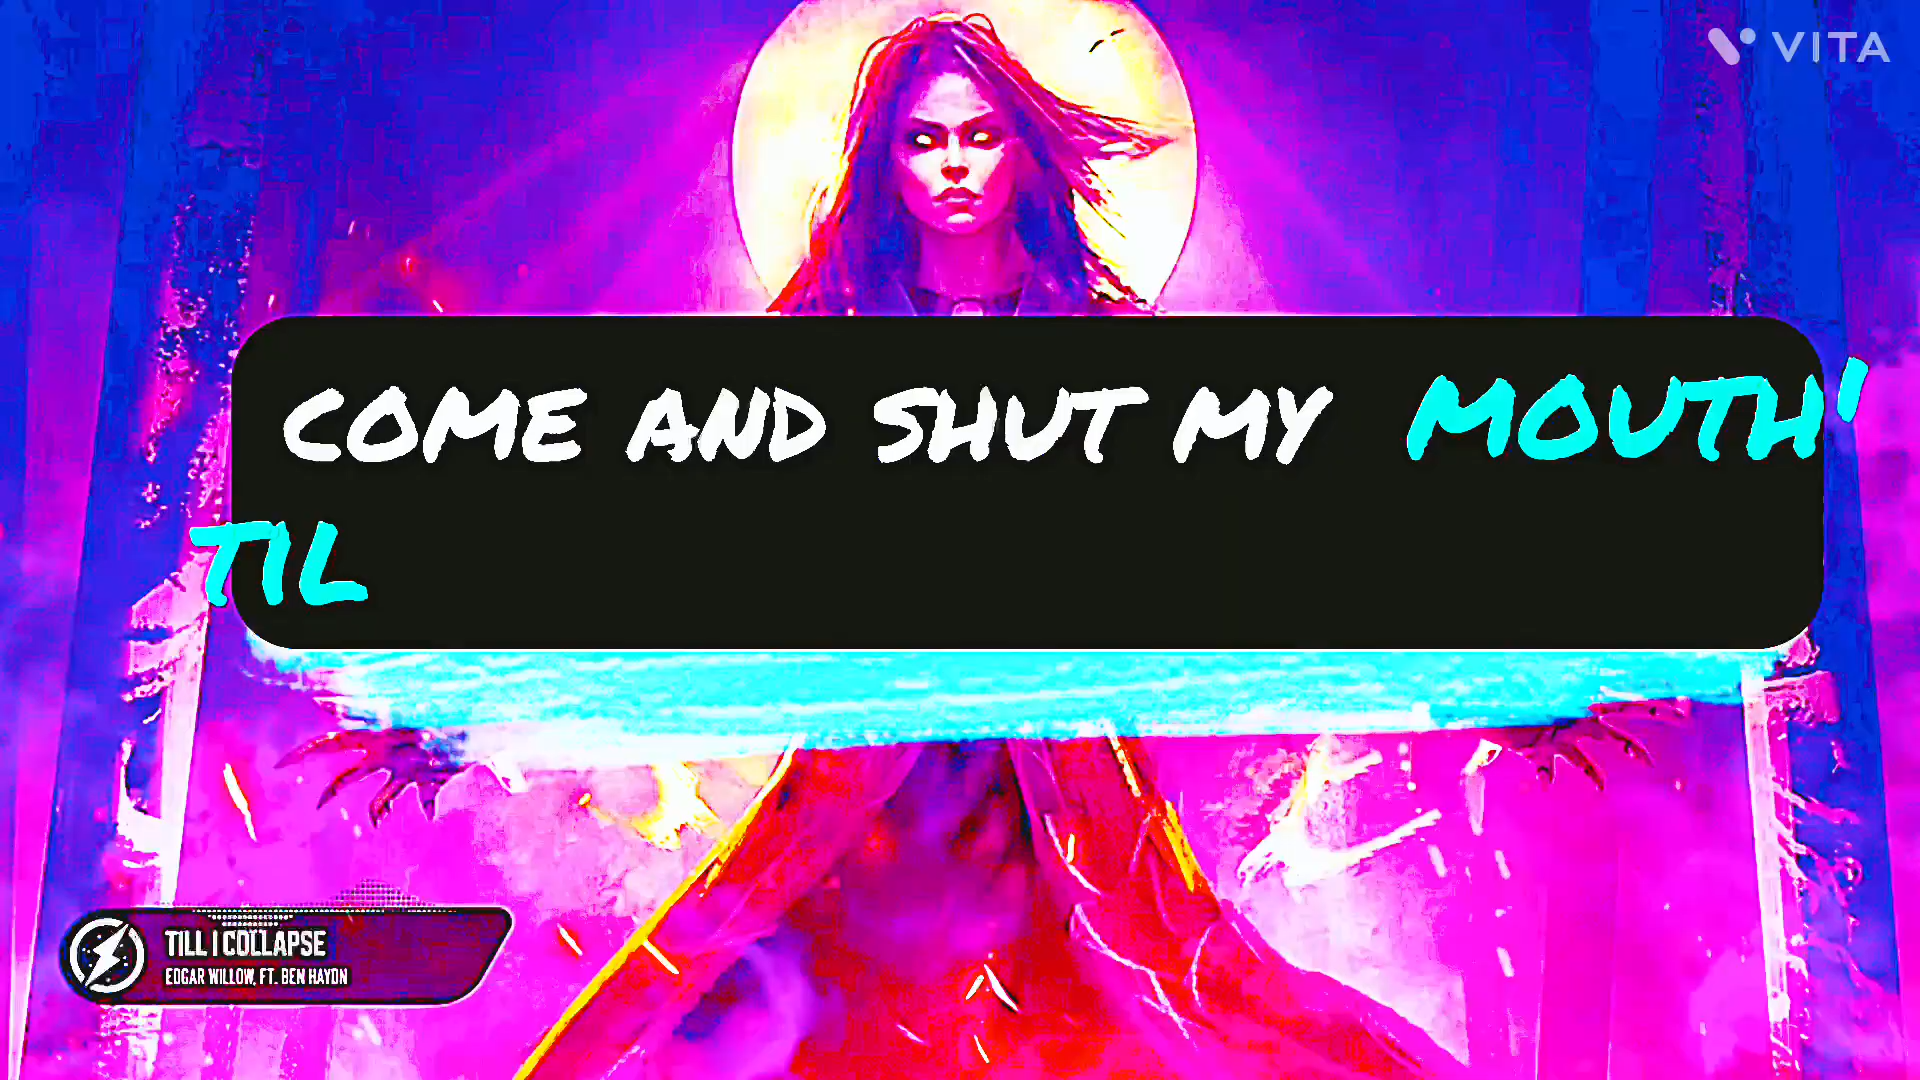 VITA
COME AND SHUT MY MOUTH'
TIL
TILL I COLLAPSE
EDGAR WILLOW, FT. BEN HAYDN